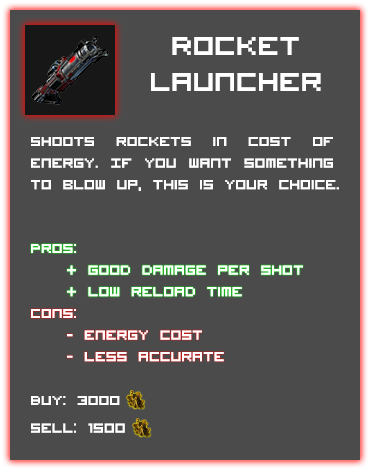 ROCKET
LAUNCHER
SHOOTS ROCKETS IN COST OF
ENERGY. IF YOU WANT SOMETHING
TO BLOW UP, THIS IS YOUR CHOICE.
PROS:
+ GOOD DAMAGE PER SHOT
+ LOW RELOAD TIME
CONS:
- ENERGY COST
- LESS ACCURATE
BUY: 3000
SELL: 1500